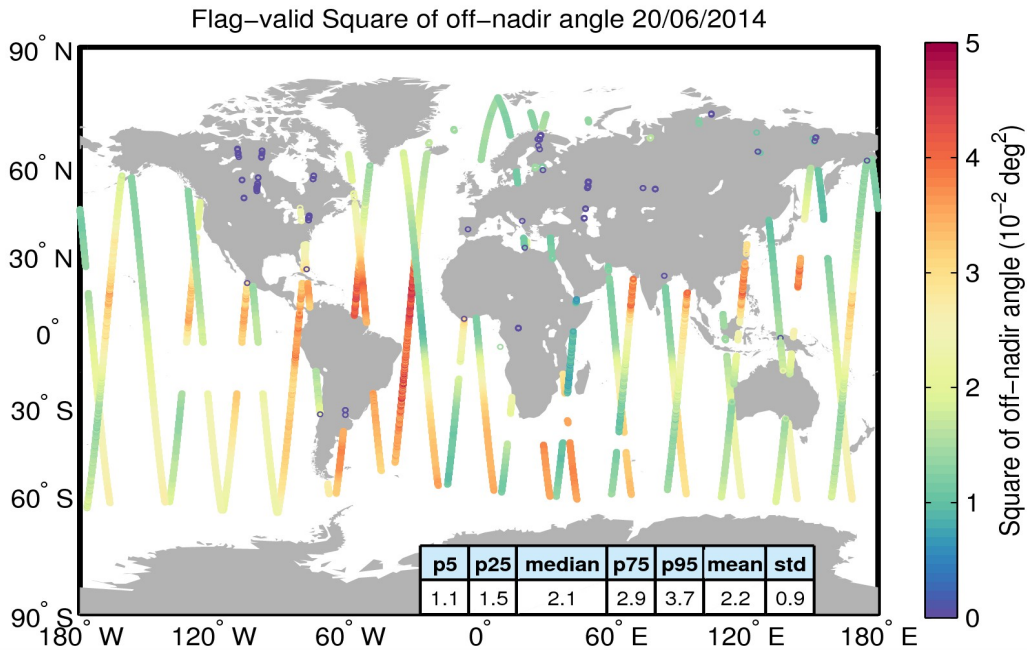 Flag−valid Square of off−nadir angle 20/06/2014
90° N
60° N
30° N
0°
30° S
60° S
90° S
180° W
120° W
60° W
0°
60° E
120° E
180° E
p5 p25 median p75 p95 mean std
1.1 1.5 2.1 2.9 3.7 2.2 0.9
5
4
3
2
1
0
Square of off−nadir angle (10⁻² deg²)